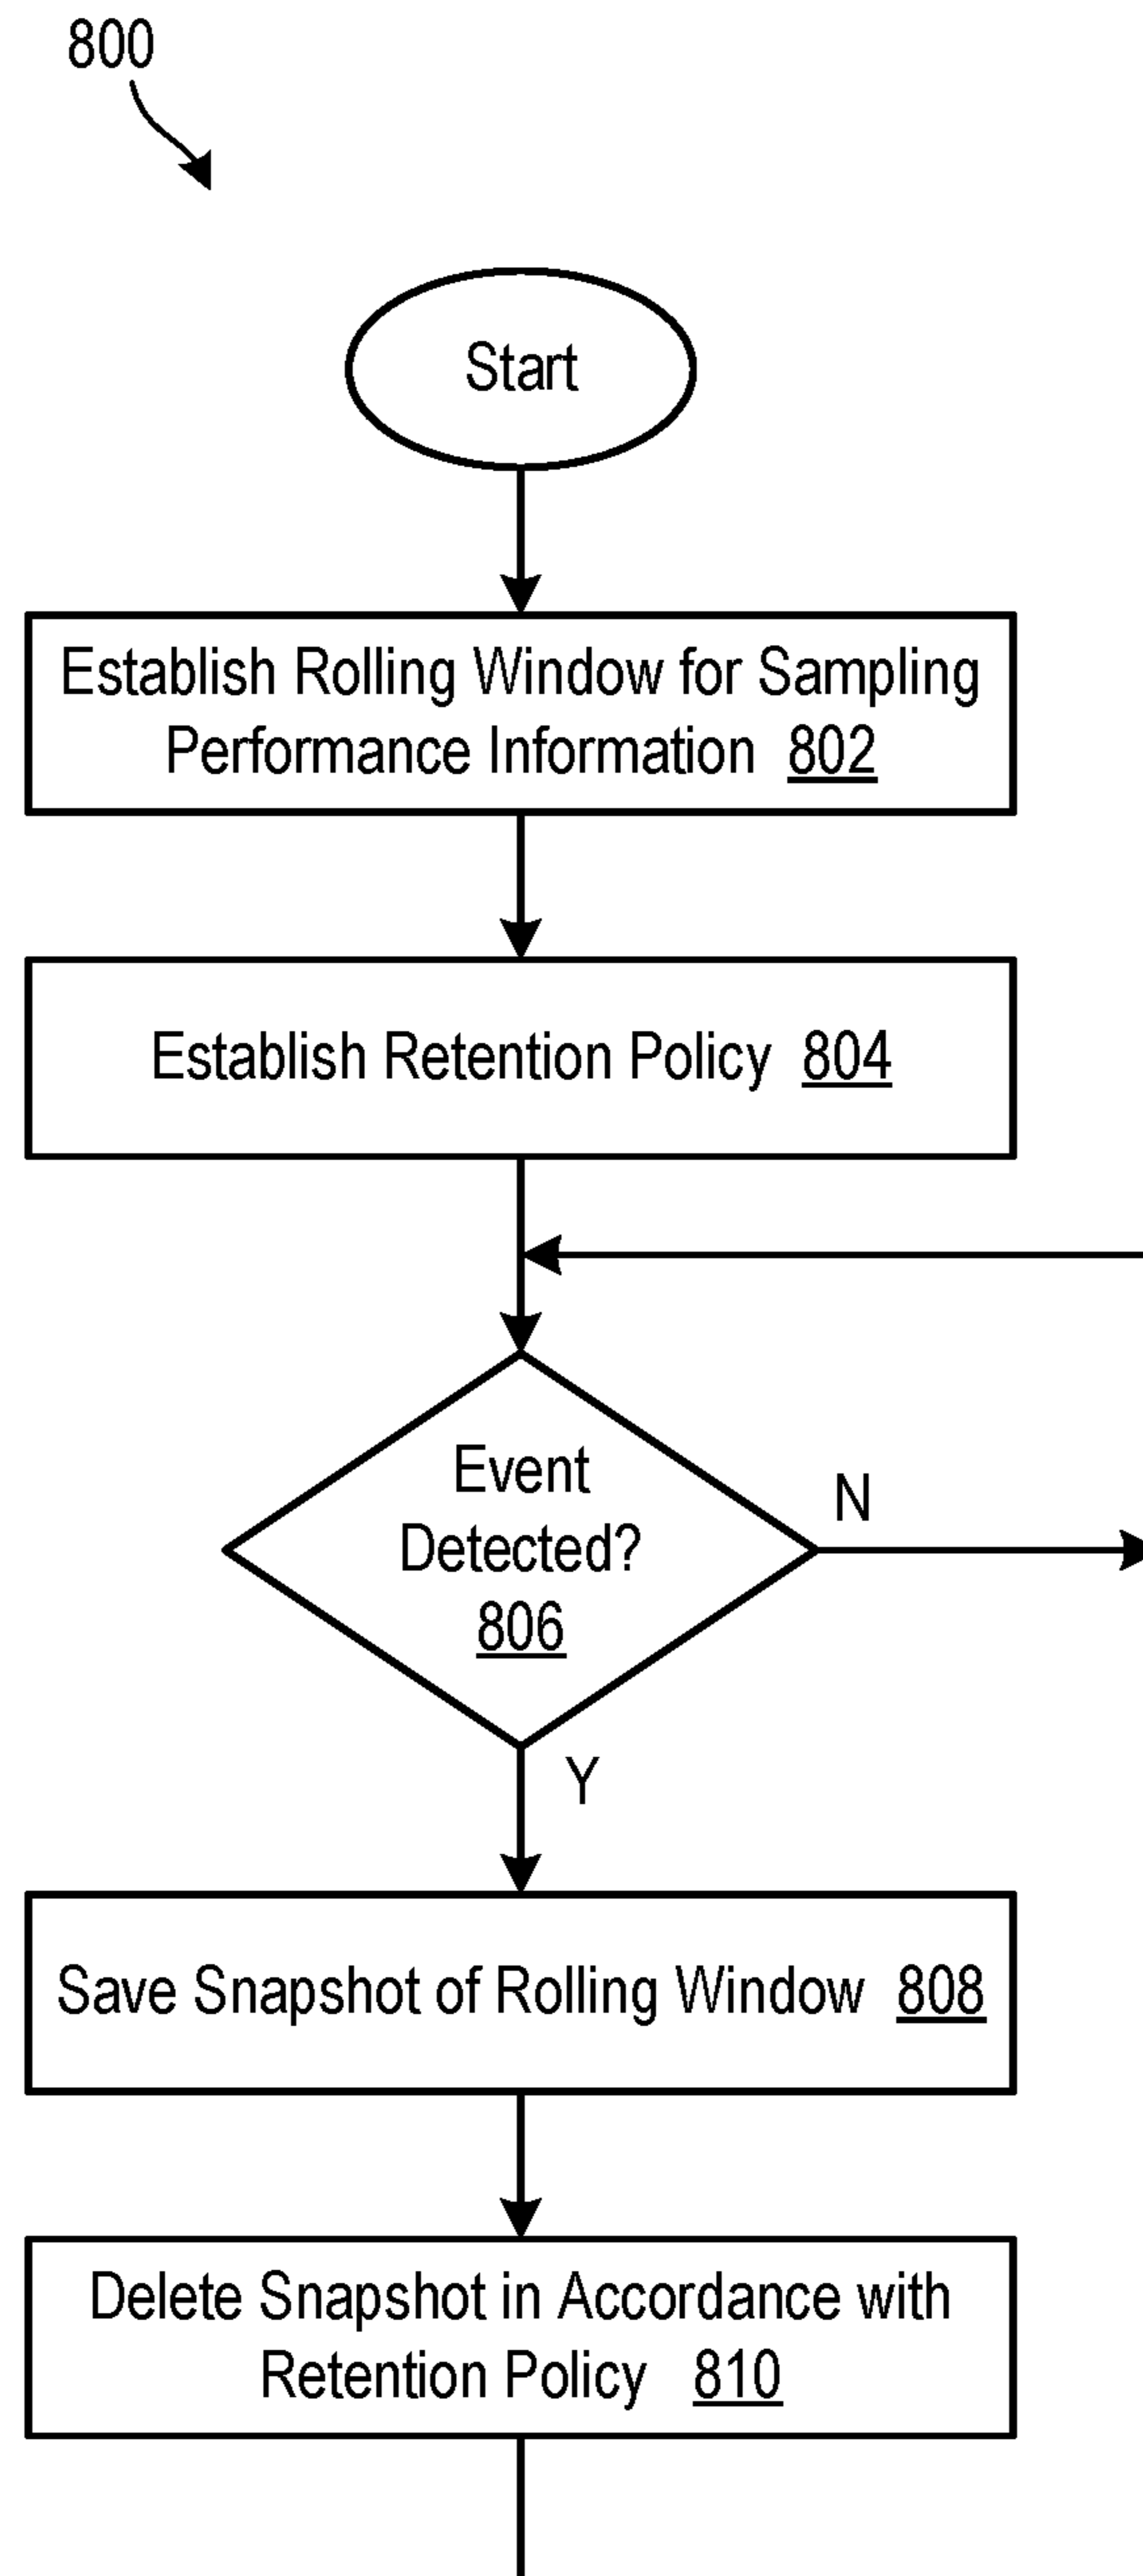 800
Start
Establish Rolling Window for Sampling
Performance Information 802
Establish Retention Policy 804
Event
Detected?
806
N
Y
Save Snapshot of Rolling Window 808
Delete Snapshot in Accordance with
Retention Policy 810